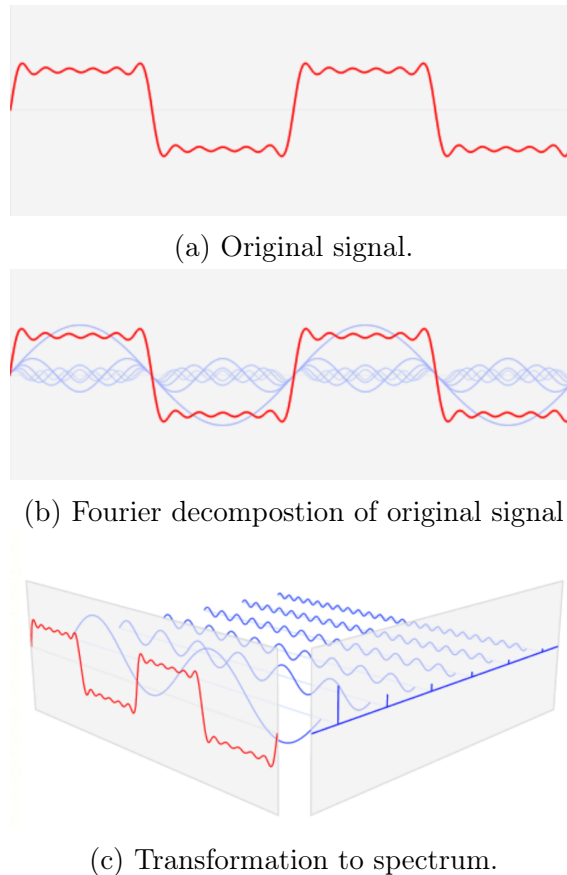 (a) Original signal.
(b) Fourier decompostion of original signal
(c) Transformation to spectrum.